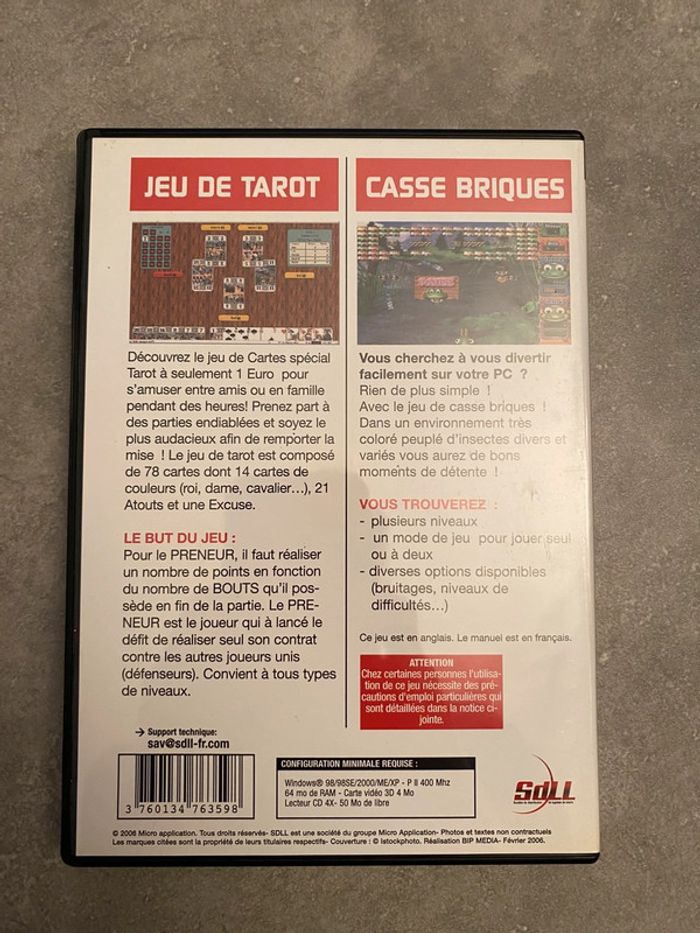 JEU DE TAROT
Découvrez le jeu de Cartes spécial
Tarot à seulement 1 Euro pour
s'amuser entre amis ou en famille
pendant des heures! Prenez part à
des parties endiablées et soyez le
plus audacieux afin de remporter la
mise ! Le jeu de tarot est composé
de 78 cartes dont 14 cartes de
couleurs (roi, dame, cavalier...), 21
Atouts et une Excuse.
LE BUT DU JEU :
Pour le PRENEUR, il faut réaliser
un nombre de points en fonction
du nombre de BOUTS qu'il pos-
sède en fin de la partie. Le PRE-
NEUR est le joueur qui à lancé le
défit de réaliser seul son contrat
contre les autres joueurs unis
(défenseurs). Convient à tous types
de niveaux.
CASSE BRIQUES
Vous cherchez à vous divertir
facilement sur votre PC ?
Rien de plus simple !
Avec le jeu de casse briques !
Dans un environnement très
coloré peuplé d'insectes divers et
variés vous aurez de bons
moments de détente !
VOUS TROUVEREZ :
- plusieurs niveaux
- un mode de jeu pour jouer seul
ou à deux
- diverses options disponibles
(bruitages, niveaux de
difficultés...)
Ce jeu est en anglais. Le manuel est en français.
ATTENTION
Chez certaines personnes l'utilisa-
tion de ce jeu nécessite des pré-
cautions d'emploi particulières qui
sont détaillées dans la notice ci-
jointe.
→ Support technique:
sav@sdll-fr.com
3 760134 763598
CONFIGURATION MINIMALE REQUISE :
Windows® 98/98SE/2000/ME/XP - P II 400 Mhz
64 mo de RAM - Carte vidéo 3D 4 Mo
Lecteur CD 4X- 50 Mo de libre
SdLL
© 2006 Micro application. Tous droits réservés- SDLL est une société du groupe Micro Application- Photos et textes non contractuels
Les marques citées sont la propriété de leurs titulaires respectifs- Couverture : © Istockphoto. Réalisation BIP MEDIA- Février 2006.